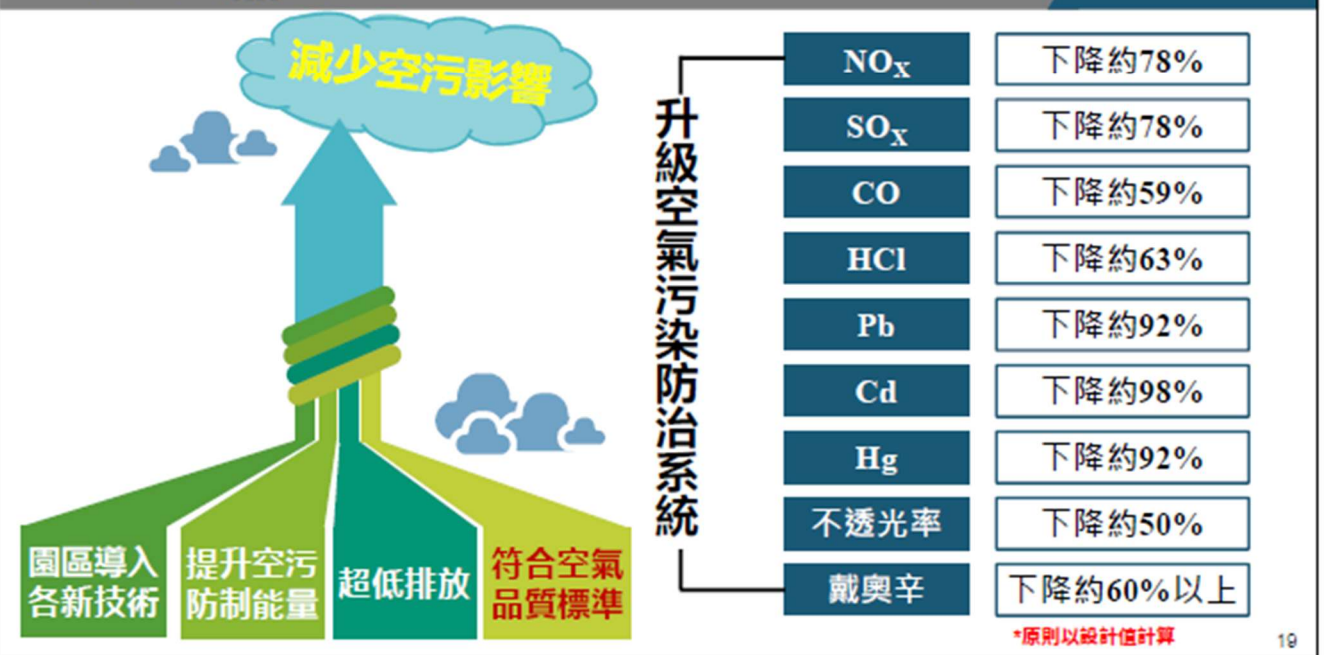 減少空污影響
園區導入
各新技術
提升空污
防制能量
超低排放
符合空氣
品質標準
升級空氣污染防治系統
NOX 下降約78%
SOX 下降約78%
CO 下降約59%
HCl 下降約63%
Pb 下降約92%
Cd 下降約98%
Hg 下降約92%
不透光率 下降約50%
戴奧辛 下降約60%以上
*原則以設計值計算
19